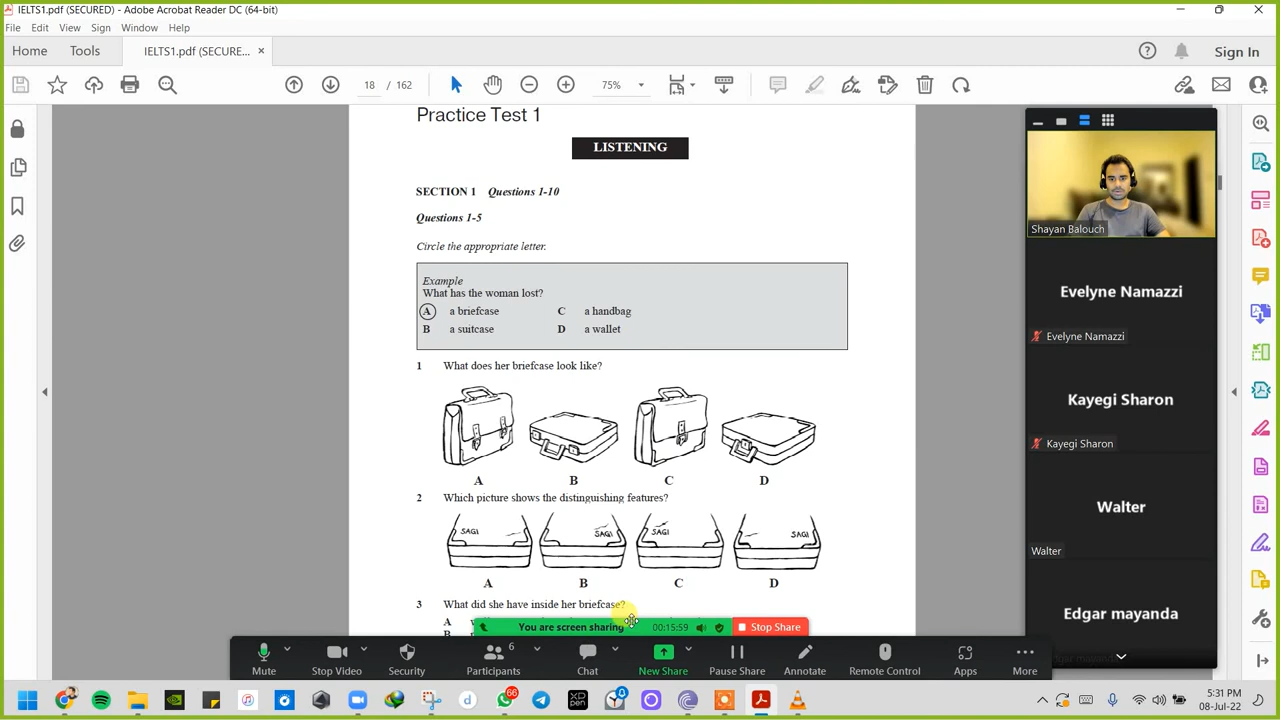 IELTS1.pdf (SECURED) - Adobe Acrobat Reader DC (64-bit)
File Edit View Sign Window Help
Home Tools IELTS1.pdf (SECURE... × Sign In
18 / 162 75%
Practice Test 1
LISTENING
SECTION 1 Questions 1-10
Questions 1-5
Circle the appropriate letter.
Example
What has the woman lost?
A a briefcase C a handbag
B a suitcase D a wallet
1 What does her briefcase look like?
A B C D
2 Which picture shows the distinguishing features?
SAGI SAGI SAGI SAGI
A B C D
3 What did she have inside her briefcase?
A
You are screen sharing 00:15:59 Stop Share
Shayan Balouch
Evelyne Namazzi
Evelyne Namazzi
Kayegi Sharon
Kayegi Sharon
Walter
Walter
Edgar mayanda
Edgar mayanda
6
Mute Stop Video Security Participants Chat New Share Pause Share Annotate Remote Control Apps More
66
5:31 PM
08-Jul-22